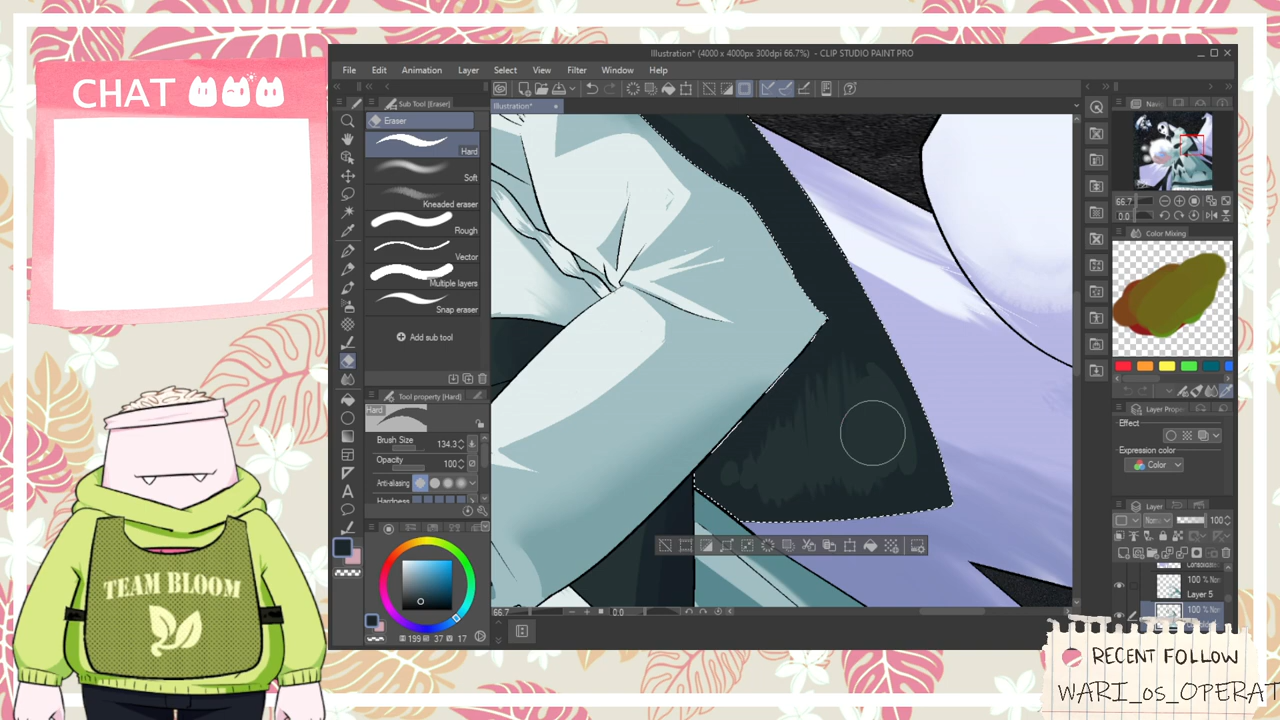 Illustration* (4000 x 4000px 300dpi 66.7%) - CLIP STUDIO PAINT PRO
File Edit Animation Layer Select View Filter Window Help
CHAT
Sub Tool [Eraser]
Illustration*
Eraser
Hard
Soft
Kneaded eraser
Rough
Vector
Multiple layers
Snap eraser
Add sub tool
Tool property [Hard]
Hard
Brush Size 134.3
Opacity 100
Anti-aliasing
Hardness
199 37 17
66.7 0.0
66.7
0.0
Color Mixing
Effect
Expression color
Color
Layer
100
100 % Nor
Layer 5
100 % Nor
TEAM BLOOM
RECENT FOLLOW
WARI_os_OPERAT